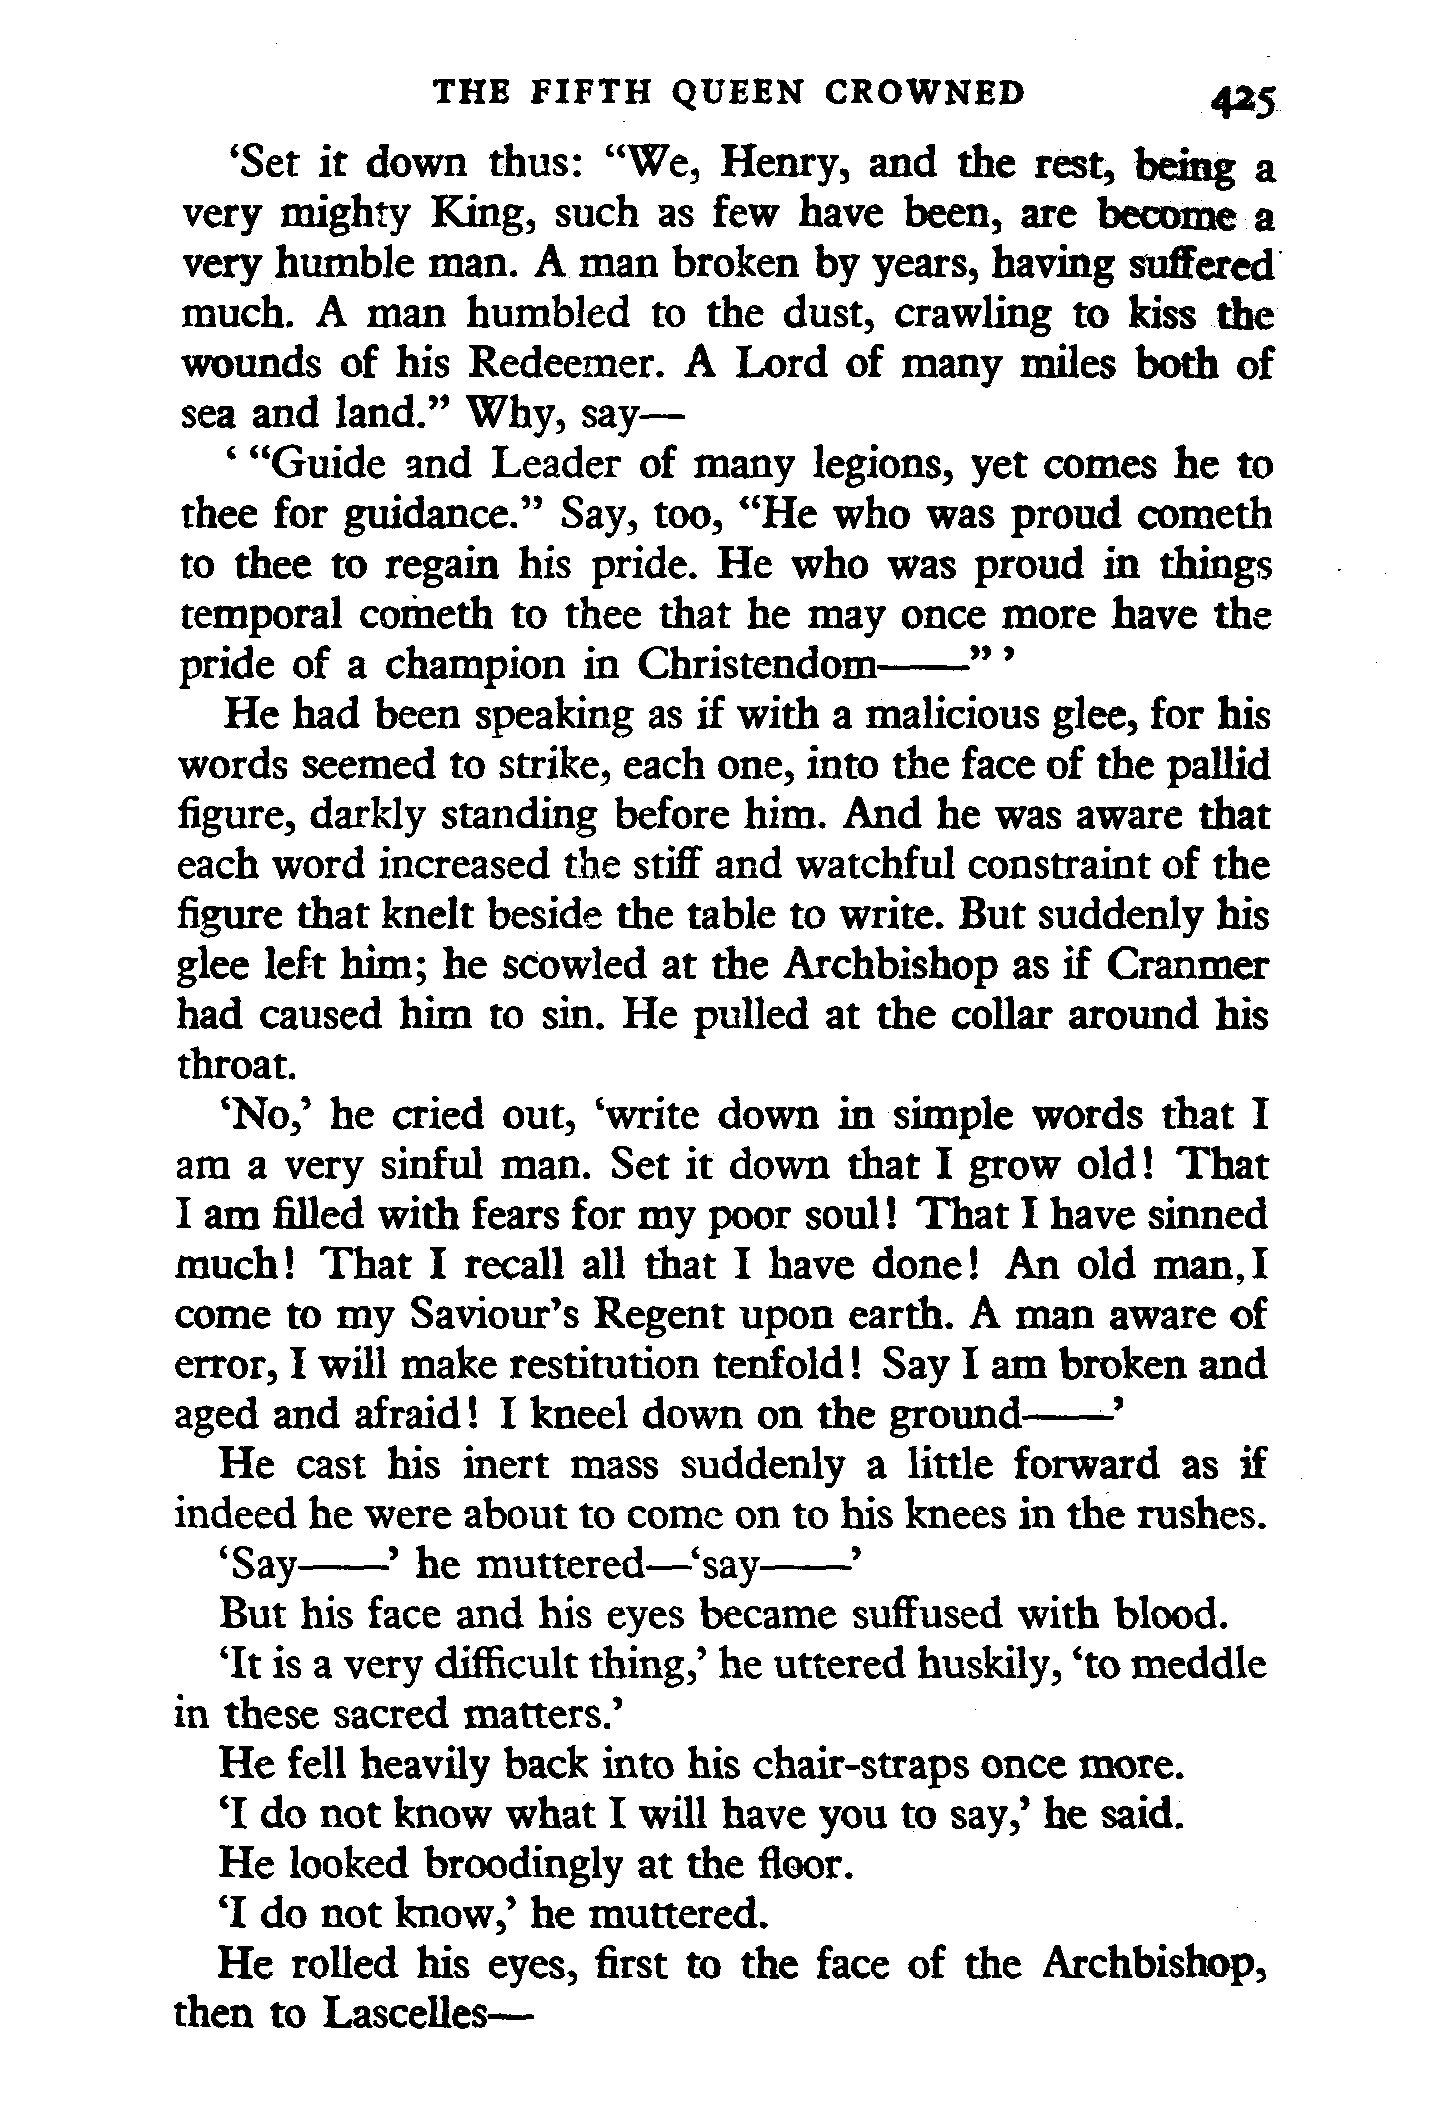 THE FIFTH QUEEN CROWNED 425
‘Set it down thus: “We, Henry, and the rest, being a
very mighty King, such as few have been, are become a
very humble man. A man broken by years, having suffered
much. A man humbled to the dust, crawling to kiss the
wounds of his Redeemer. A Lord of many miles both of
sea and land.” Why, say—
‘ “Guide and Leader of many legions, yet comes he to
thee for guidance.” Say, too, “He who was proud cometh
to thee to regain his pride. He who was proud in things
temporal cometh to thee that he may once more have the
pride of a champion in Christendom——” ’
He had been speaking as if with a malicious glee, for his
words seemed to strike, each one, into the face of the pallid
figure, darkly standing before him. And he was aware that
each word increased the stiff and watchful constraint of the
figure that knelt beside the table to write. But suddenly his
glee left him; he scowled at the Archbishop as if Cranmer
had caused him to sin. He pulled at the collar around his
throat.
‘No,’ he cried out, ‘write down in simple words that I
am a very sinful man. Set it down that I grow old! That
I am filled with fears for my poor soul! That I have sinned
much! That I recall all that I have done! An old man, I
come to my Saviour’s Regent upon earth. A man aware of
error, I will make restitution tenfold! Say I am broken and
aged and afraid! I kneel down on the ground——’
He cast his inert mass suddenly a little forward as if
indeed he were about to come on to his knees in the rushes.
‘Say——’ he muttered—‘say——’
But his face and his eyes became suffused with blood.
‘It is a very difficult thing,’ he uttered huskily, ‘to meddle
in these sacred matters.’
He fell heavily back into his chair-straps once more.
‘I do not know what I will have you to say,’ he said.
He looked broodingly at the floor.
‘I do not know,’ he muttered.
He rolled his eyes, first to the face of the Archbishop,
then to Lascelles—